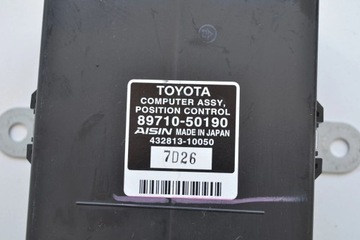 TOYOTA
COMPUTER ASSY,
POSITION CONTROL
89710-50190
AISIN MADE IN JAPAN
432813-10050
7D26